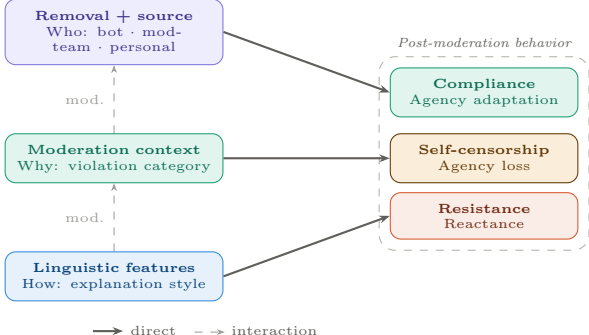 Removal + source
Who: bot · mod-
team · personal
mod.
Moderation context
Why: violation category
mod.
Linguistic features
How: explanation style
Post-moderation behavior
Compliance
Agency adaptation
Self-censorship
Agency loss
Resistance
Reactance
direct
interaction